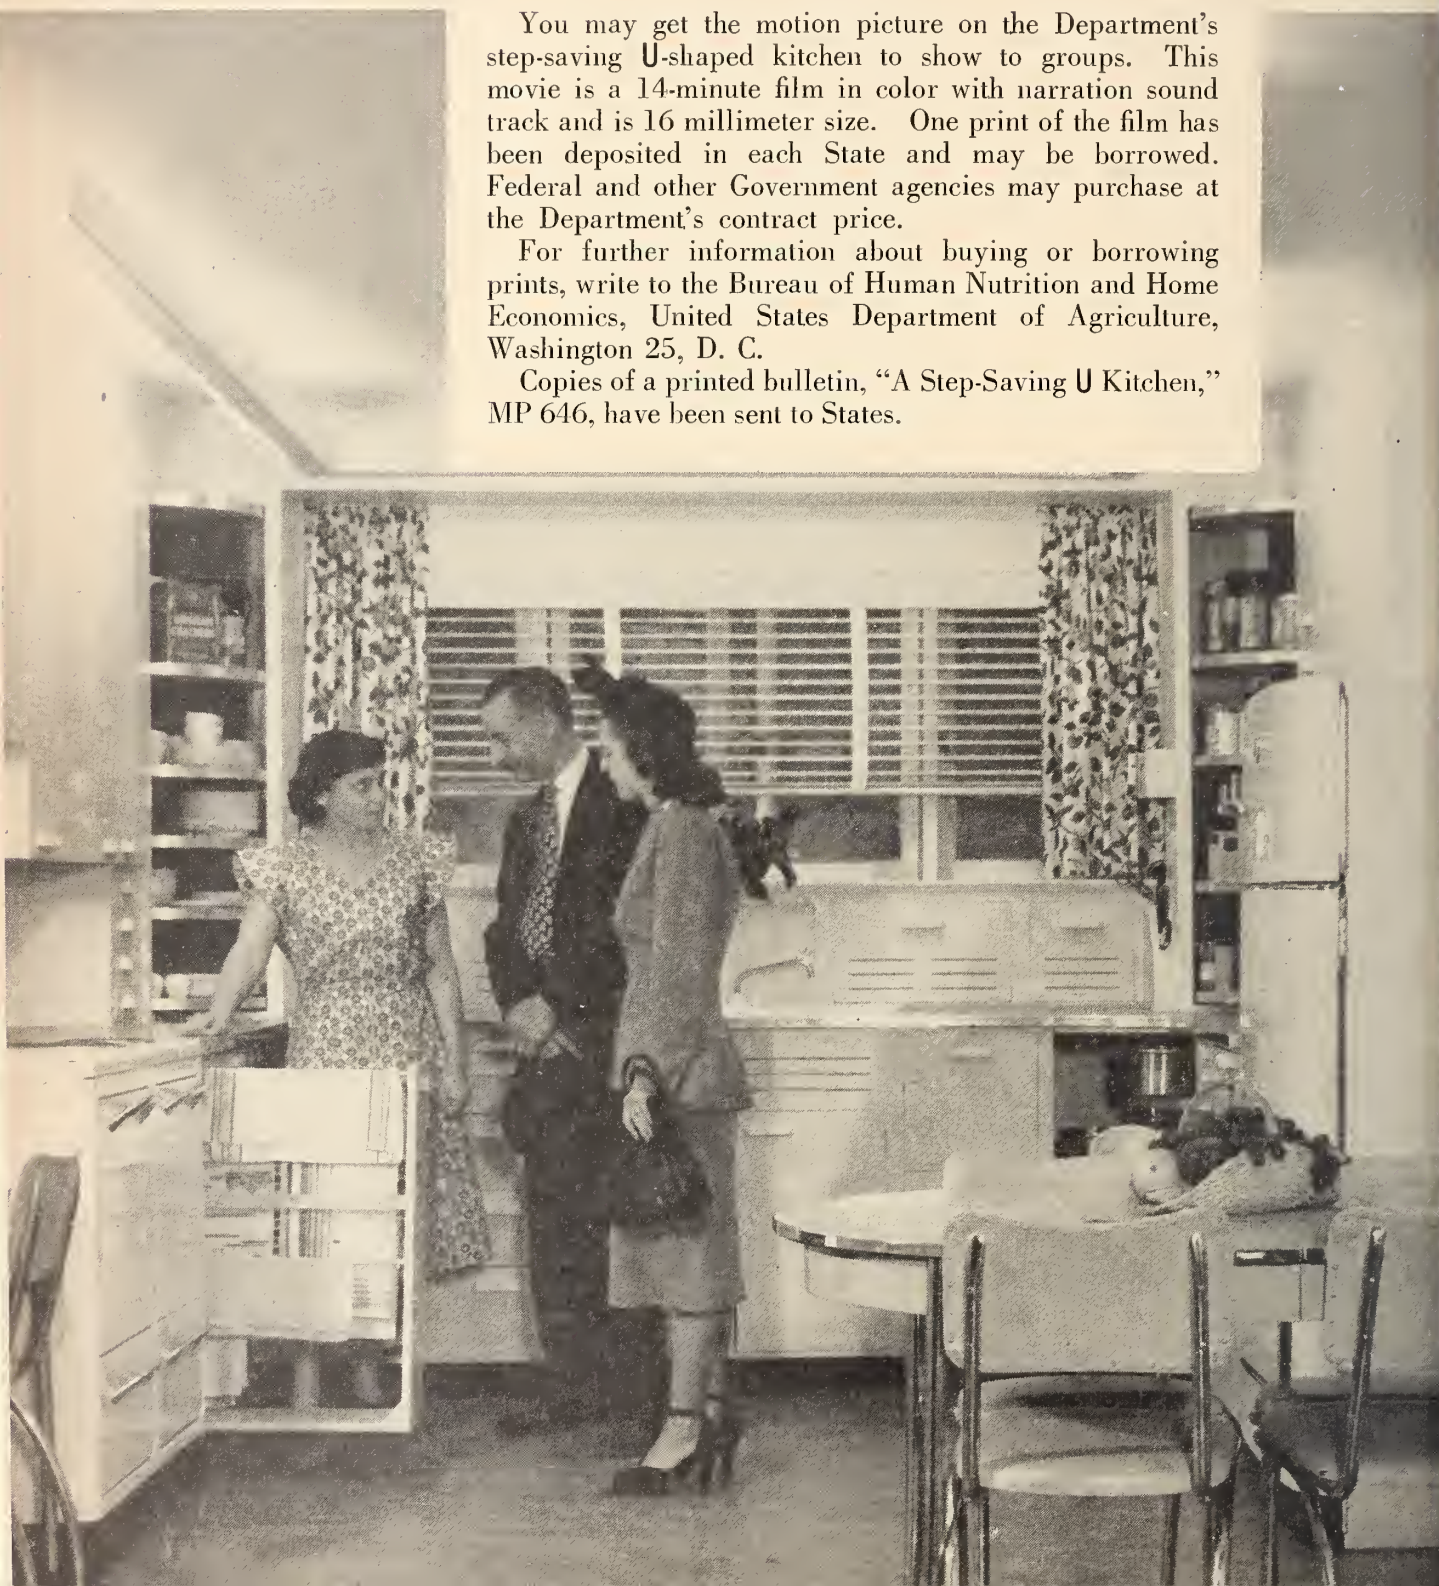 You may get the motion picture on the Department's
step-saving U-shaped kitchen to show to groups. This
movie is a 14-minute film in color with narration sound
track and is 16 millimeter size. One print of the film has
been deposited in each State and may be borrowed.
Federal and other Government agencies may purchase at
the Department's contract price.
For further information about buying or borrowing
prints, write to the Bureau of Human Nutrition and Home
Economics, United States Department of Agriculture,
Washington 25, D. C.
Copies of a printed bulletin, “A Step-Saving U Kitchen,”
MP 646, have been sent to States.